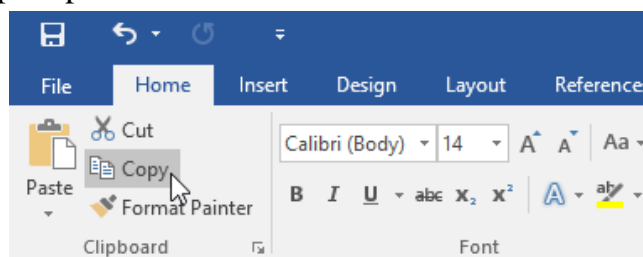 File Home Insert Design Layout Reference
Cut
Calibri (Body) 14 A A Aa
Copy
Paste
Format Painter
B I U abc X₂ X² A ab
Clipboard Font